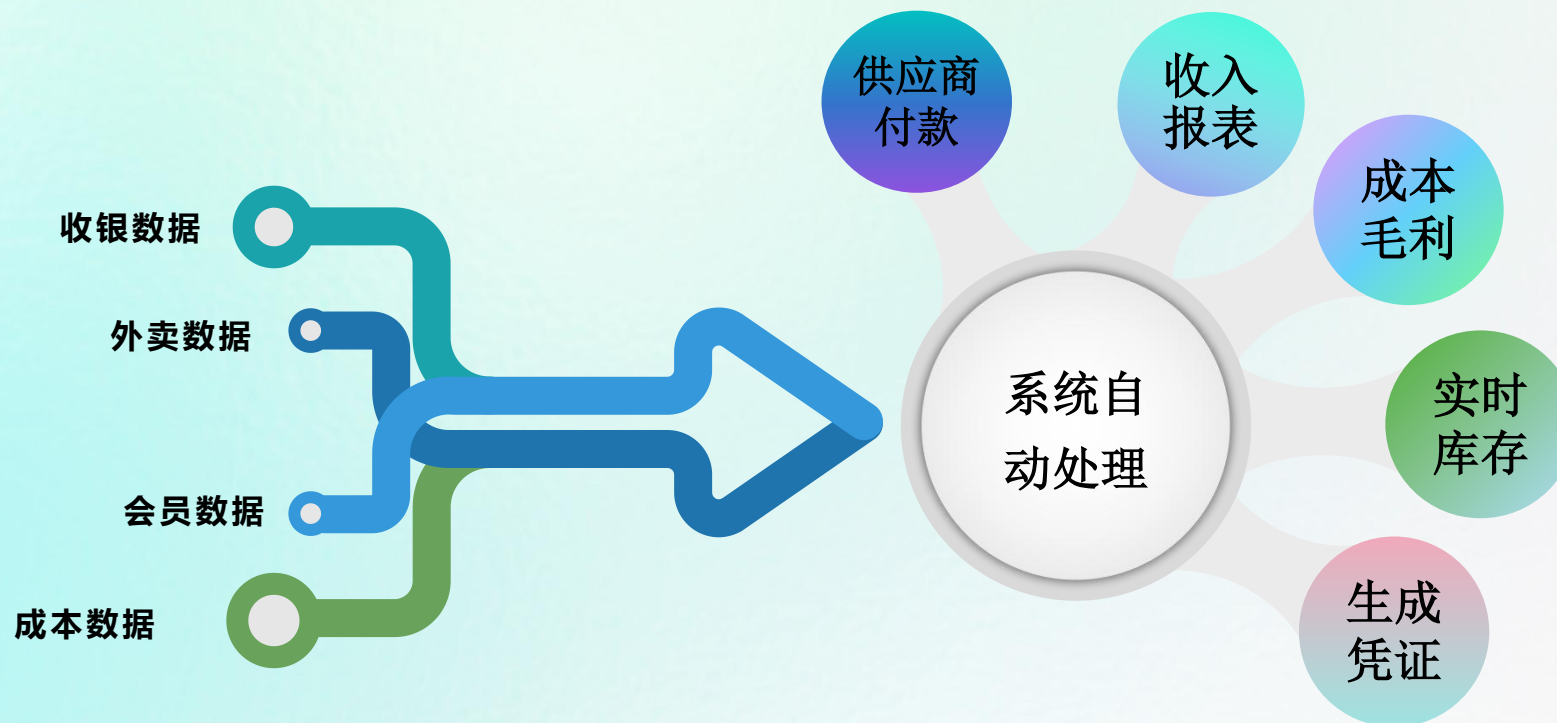 收银数据
外卖数据
会员数据
成本数据
系统自
动处理
供应商
付款
收入
报表
成本
毛利
实时
库存
生成
凭证